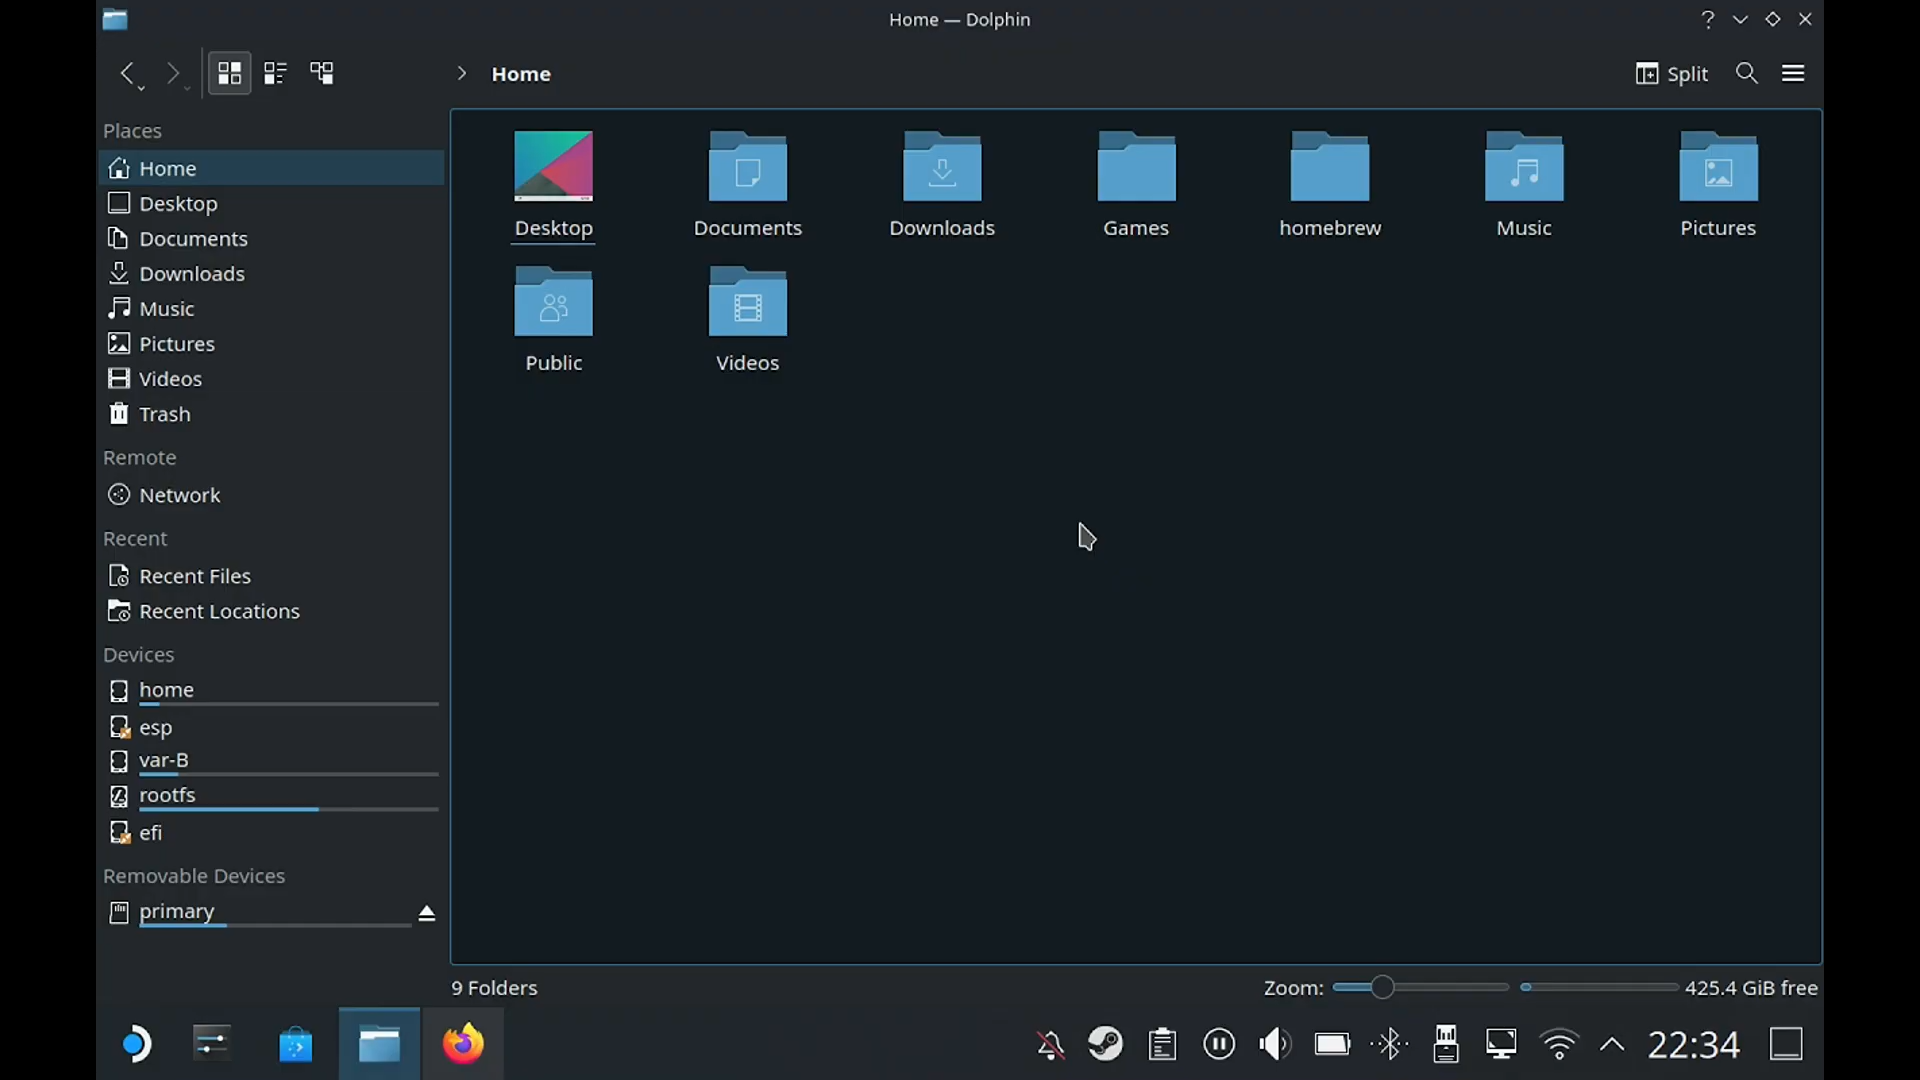 Home — Dolphin
Home
Split
Places
Home
Desktop
Documents
Downloads
Music
Pictures
Videos
Trash
Remote
Network
Recent
Recent Files
Recent Locations
Devices
home
esp
var-B
rootfs
efi
Removable Devices
primary
Desktop
Documents
Downloads
Games
homebrew
Music
Pictures
Public
Videos
9 Folders
Zoom:
425.4 GiB free
22:34